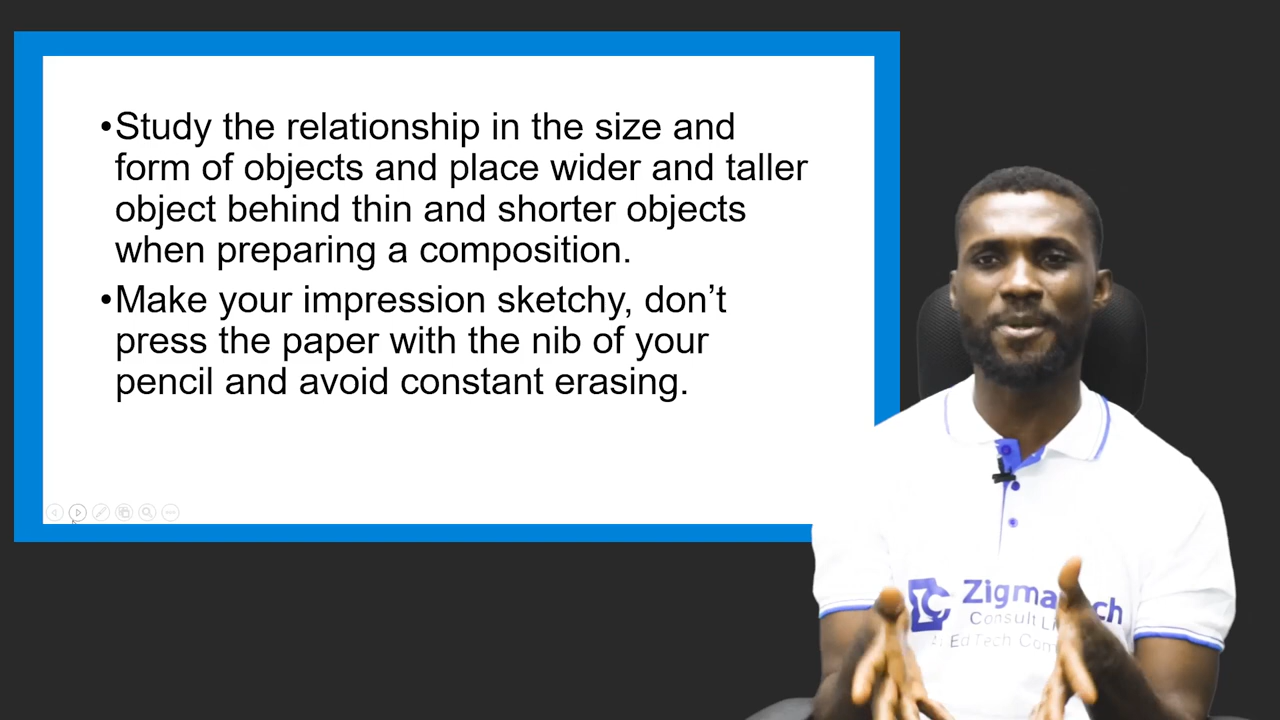 •Study the relationship in the size and
form of objects and place wider and taller
object behind thin and shorter objects
when preparing a composition.
•Make your impression sketchy, don’t
press the paper with the nib of your
pencil and avoid constant erasing.
Consult
EdTech